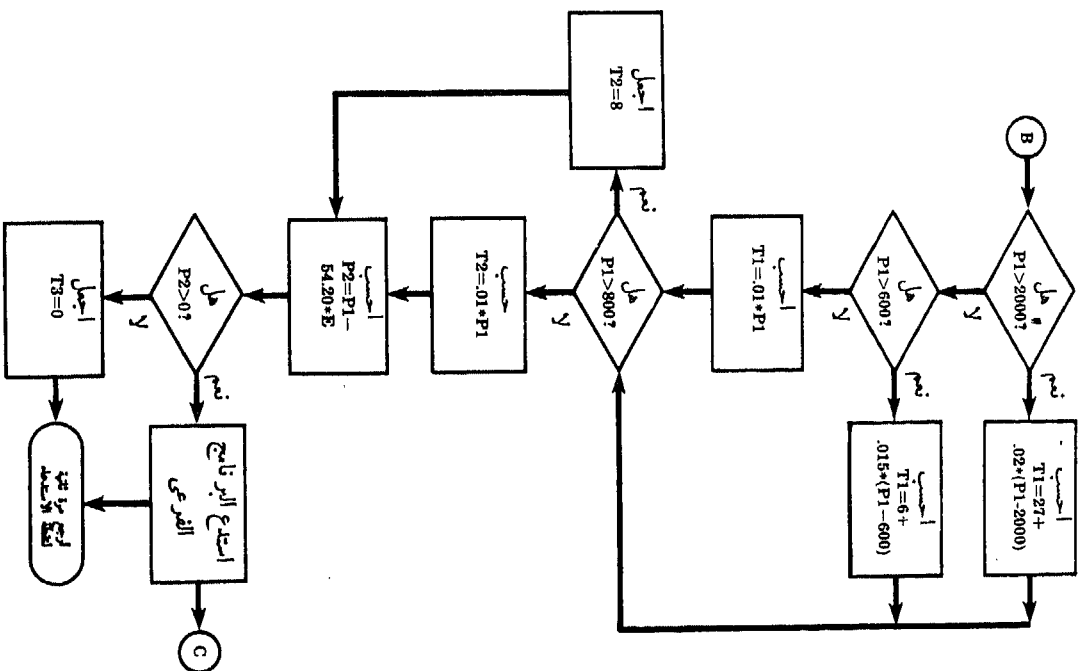 B
هل
P1>2000?
نعم
لا
احسب
T1=27+
.02*(P1-2000)
هل
P1>600?
نعم
لا
احسب
T1=6+
.015*(P1-600)
احسب
T1=.01*P1
هل
P1>800?
نعم
لا
اجعل
T2=8
حسب
T2=.01*P1
احسب
P2=P1-
54.20*E
هل
P2>0?
نعم
لا
اجعل
T3=0
استدع البرنامج
الفرعى
C